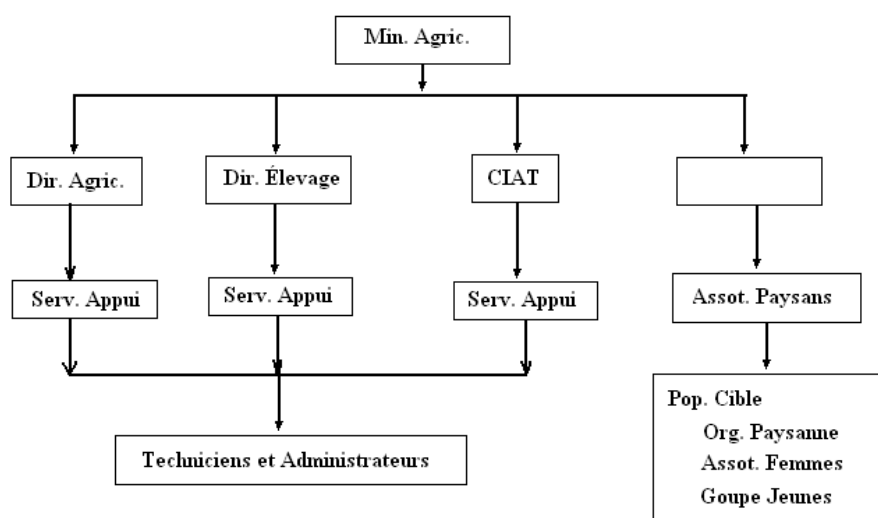 Min. Agric.
Dir. Agric.
Dir. Élevage
CIAT
Serv. Appui
Serv. Appui
Serv. Appui
Assot. Paysans
Techniciens et Administrateurs
Pop. Cible
Org. Paysanne
Assot. Femmes
Goupe Jeunes